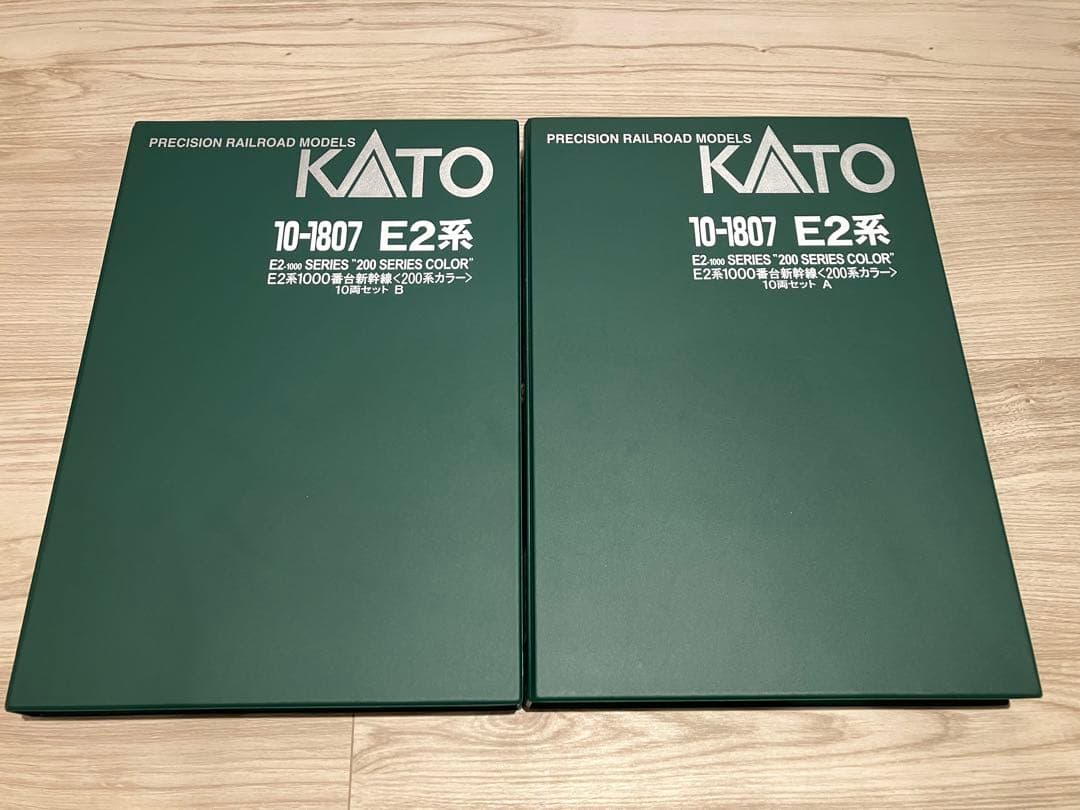 PRECISION RAILROAD MODELS
KATO
10-1807 E2系
E2-1000 SERIES "200 SERIES COLOR"
E2系1000番台新幹線<200系カラー>
10両セット B
PRECISION RAILROAD MODELS
KATO
10-1807 E2系
E2-1000 SERIES "200 SERIES COLOR"
E2系1000番台新幹線<200系カラー>
10両セット A